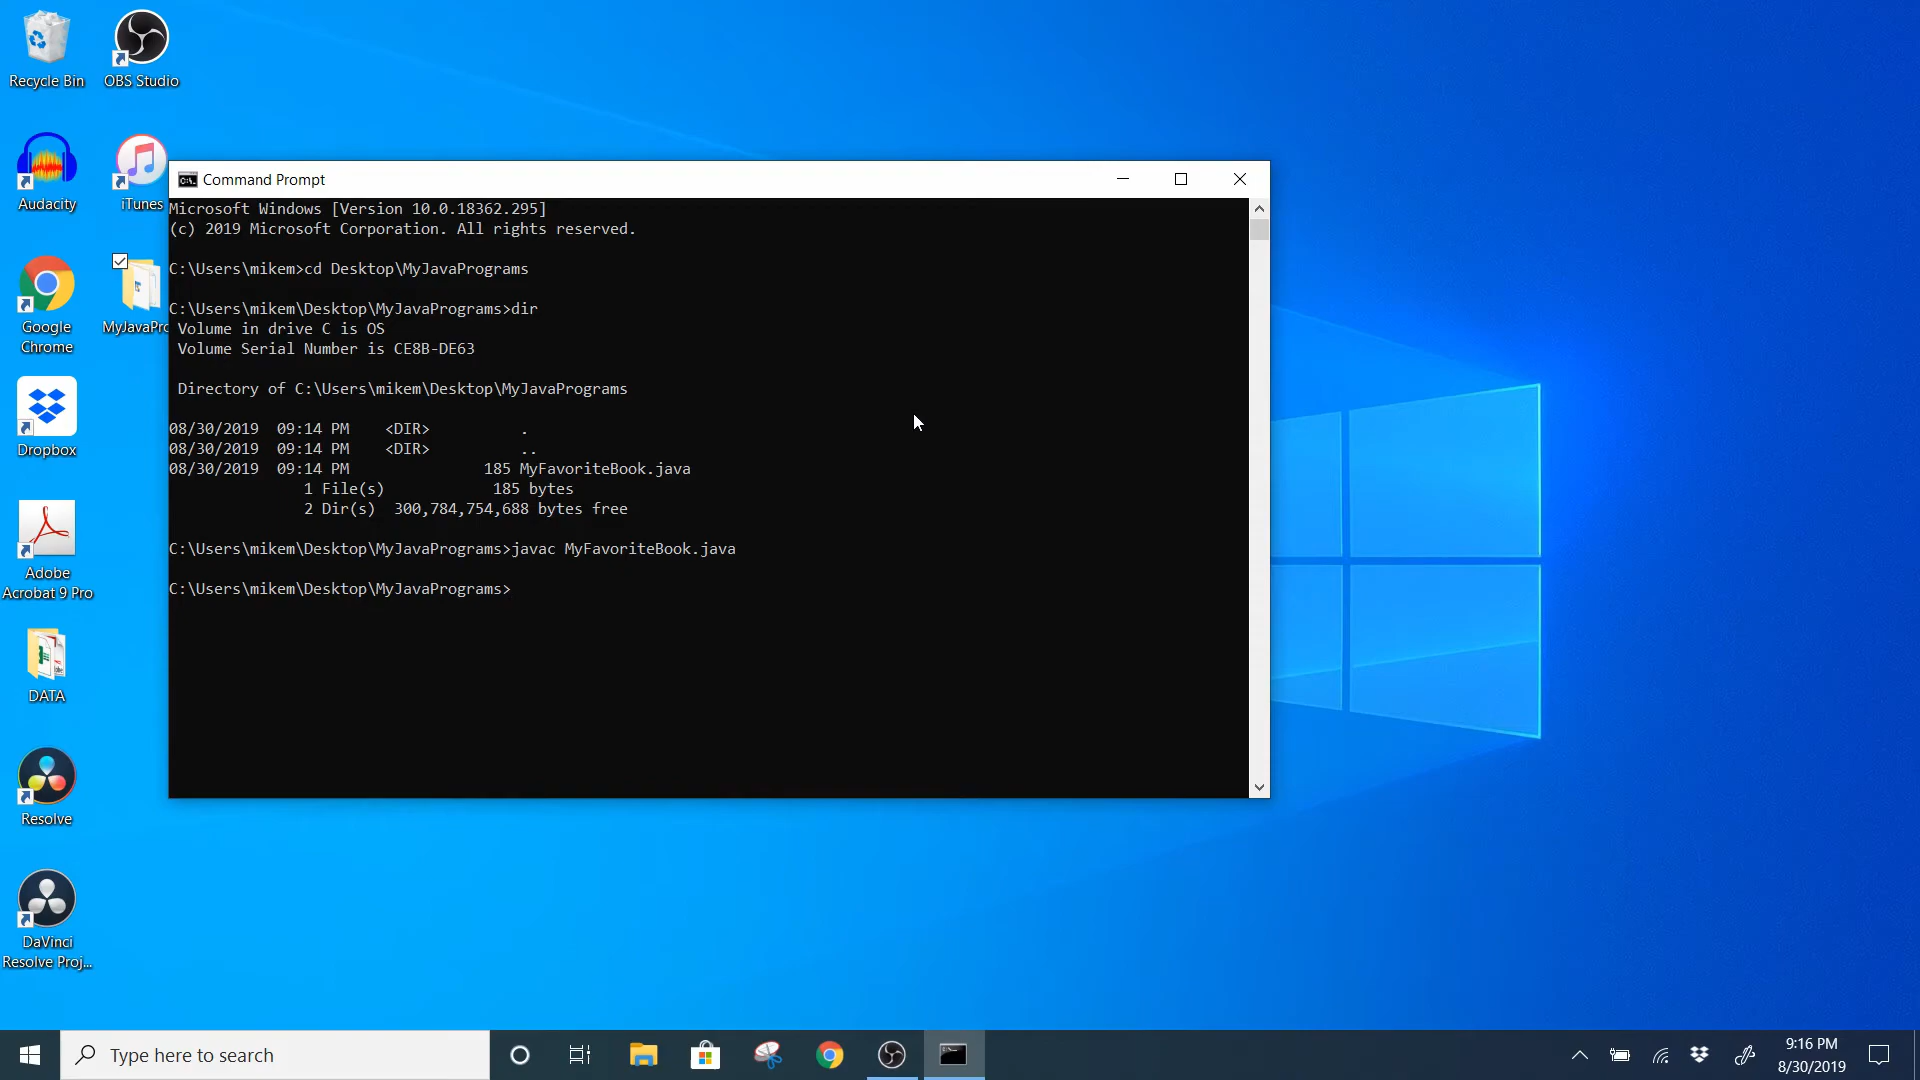 Recycle Bin
OBS Studio
Audacity
iTunes
Google
Chrome
MyJavaPro
Dropbox
Adobe
Acrobat 9 Pro
DATA
Resolve
DaVinci
Resolve Proj...
Command Prompt
Microsoft Windows [Version 10.0.18362.295]
(c) 2019 Microsoft Corporation. All rights reserved.
C:\Users\mikem>cd Desktop\MyJavaPrograms
C:\Users\mikem\Desktop\MyJavaPrograms>dir
Volume in drive C is OS
Volume Serial Number is CE8B-DE63
Directory of C:\Users\mikem\Desktop\MyJavaPrograms
08/30/2019  09:14 PM    <DIR>          .
08/30/2019  09:14 PM    <DIR>          ..
08/30/2019  09:14 PM               185 MyFavoriteBook.java
1 File(s)            185 bytes
2 Dir(s)  300,784,754,688 bytes free
C:\Users\mikem\Desktop\MyJavaPrograms>javac MyFavoriteBook.java
C:\Users\mikem\Desktop\MyJavaPrograms>
Type here to search
9:16 PM
8/30/2019